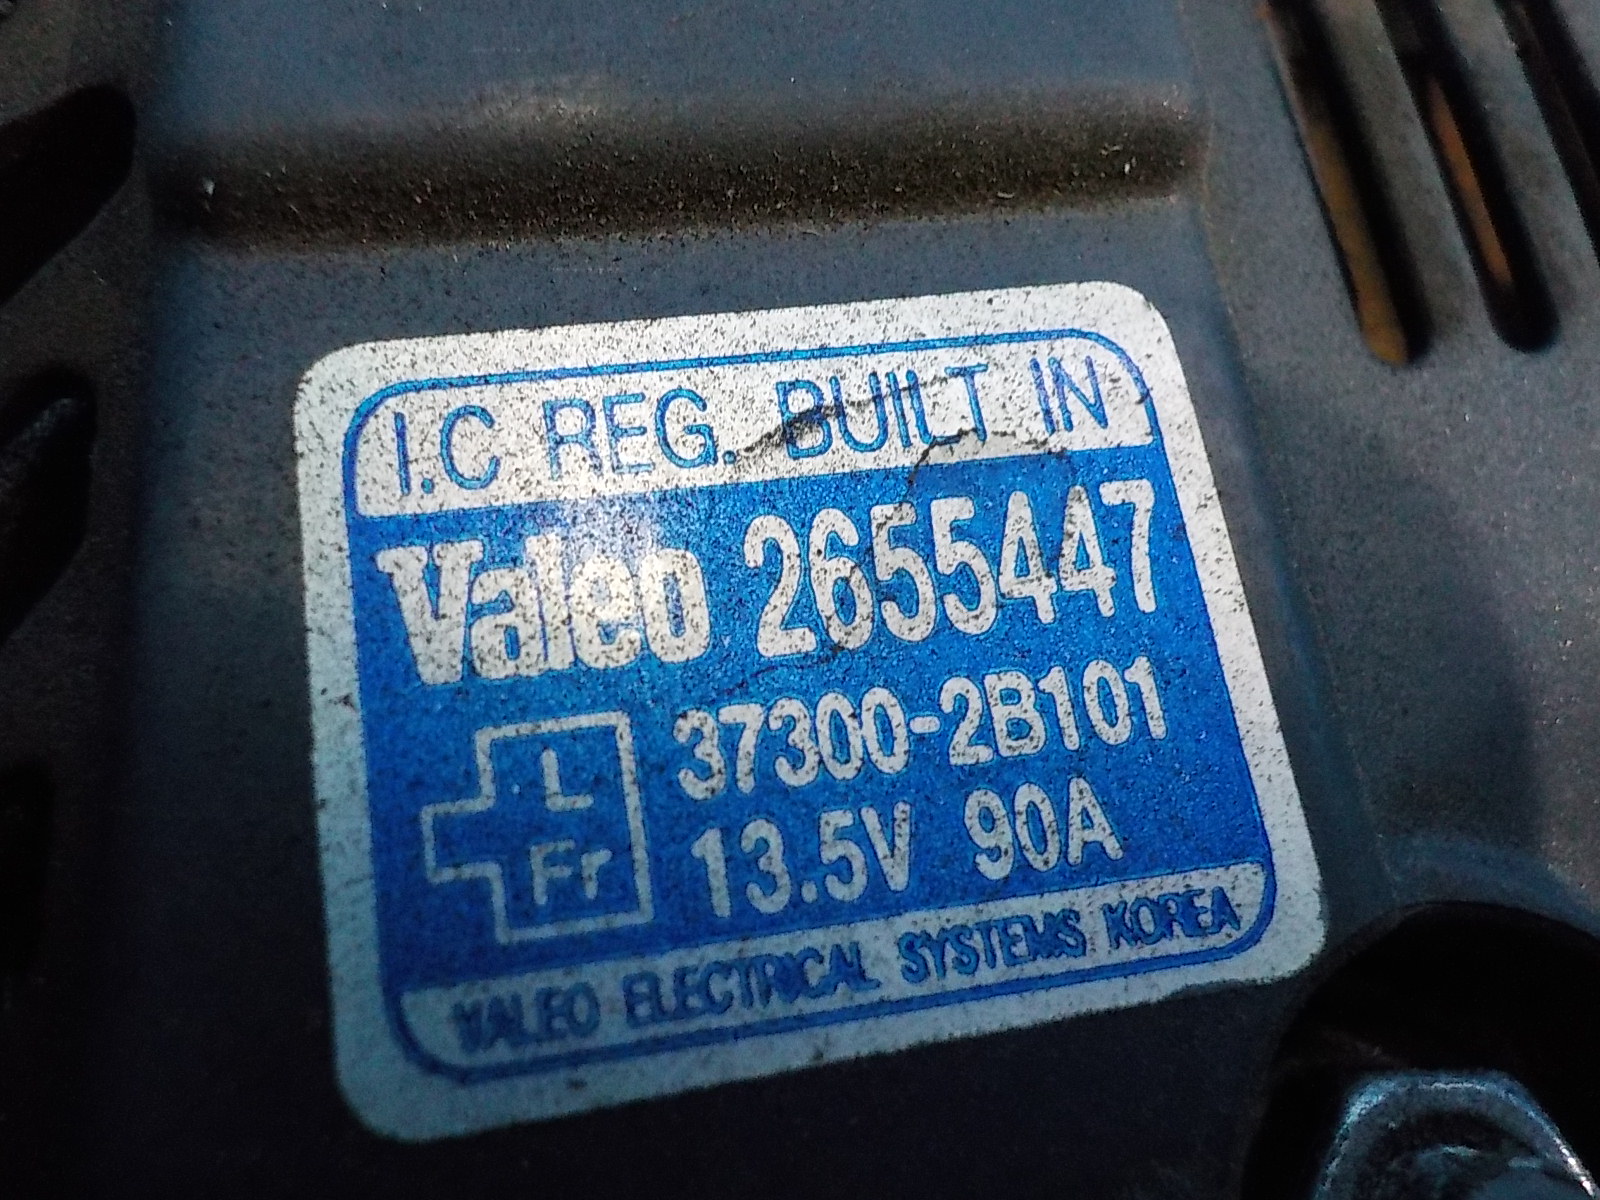 I.C REG. BUILT IN
Valeo 2655447
37300-2B101
L
Fr
13.5V 90A
VALEO ELECTRICAL SYSTEMS KOREA